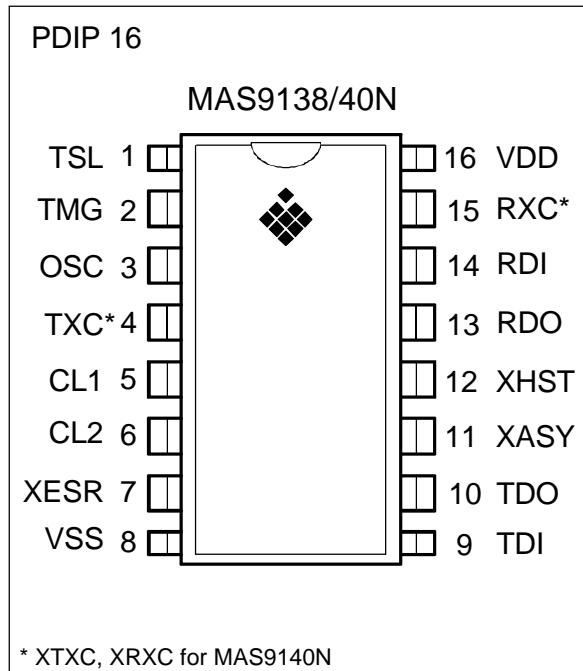 PDIP 16
MAS9138/40N
TSL 1 16 VDD
TMG 2 15 RXC*
OSC 3 14 RDI
TXC* 4 13 RDO
CL1 5 12 XHST
CL2 6 11 XASY
XESR 7 10 TDO
VSS 8 9 TDI
* XTXC, XRXC for MAS9140N